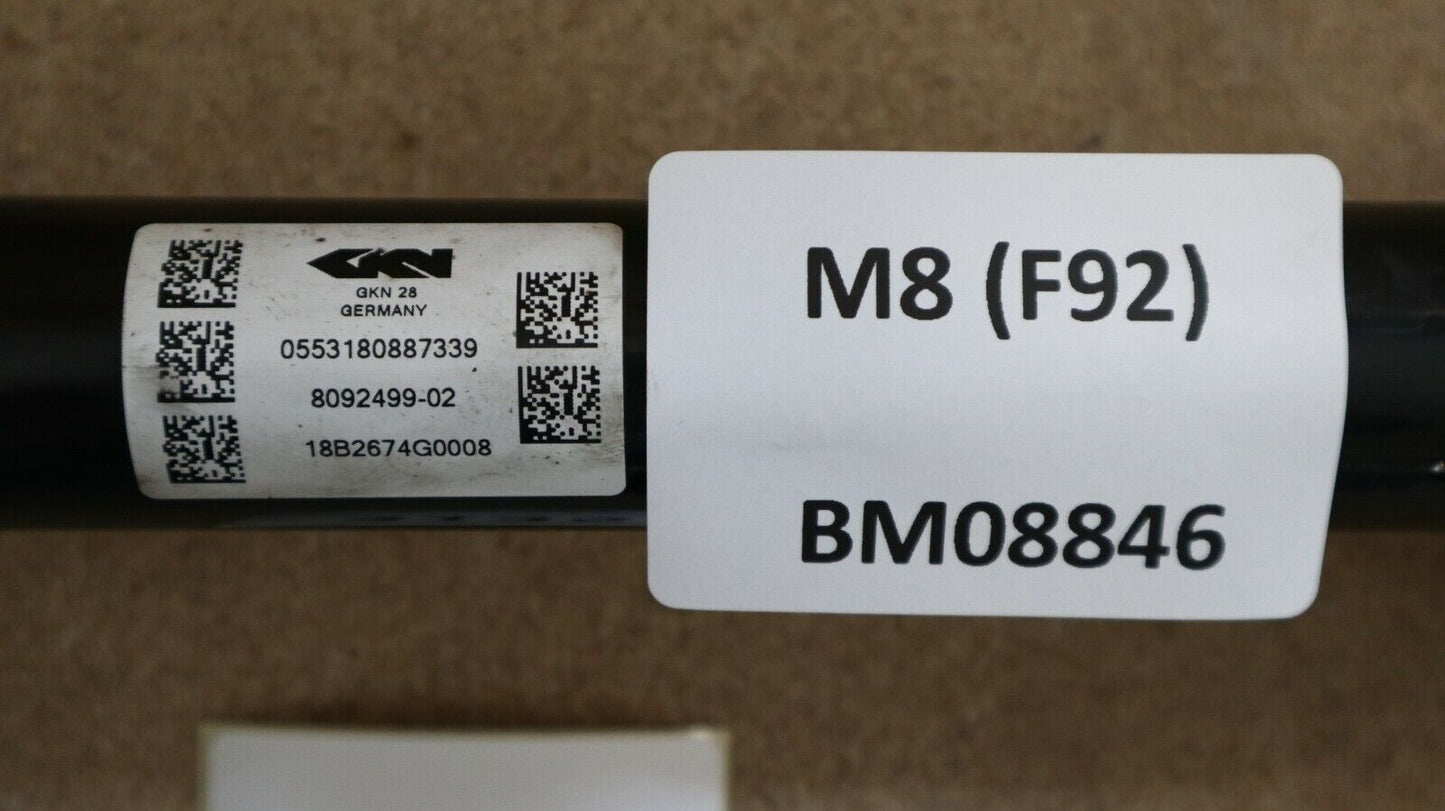 GKN
GKN 28
GERMANY
0553180887339
8092499-02
18B2674G0008
M8 (F92)
BM08846